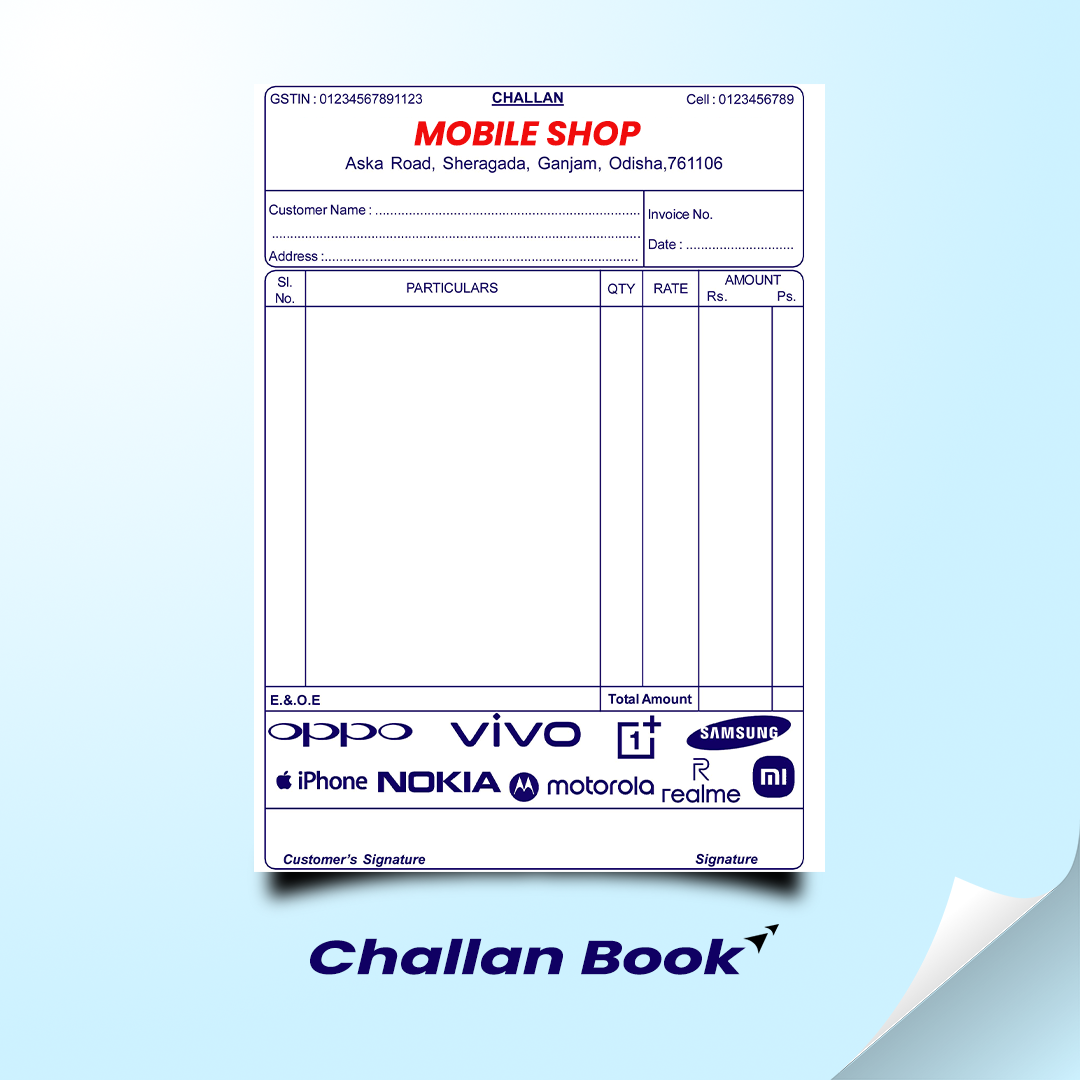 GSTIN : 01234567891123 CHALLAN Cell : 0123456789
MOBILE SHOP
Aska Road, Sheragada, Ganjam, Odisha,761106
Customer Name : ....................................................................
Invoice No.
Date : .............................
Address :....................................................................................
Sl. No. PARTICULARS QTY RATE AMOUNT
Rs. Ps.
E.&.O.E Total Amount
oppo vivo 1+ SAMSUNG
iPhone NOKIA M motorola R realme mi
Customer's Signature Signature
Challan Book